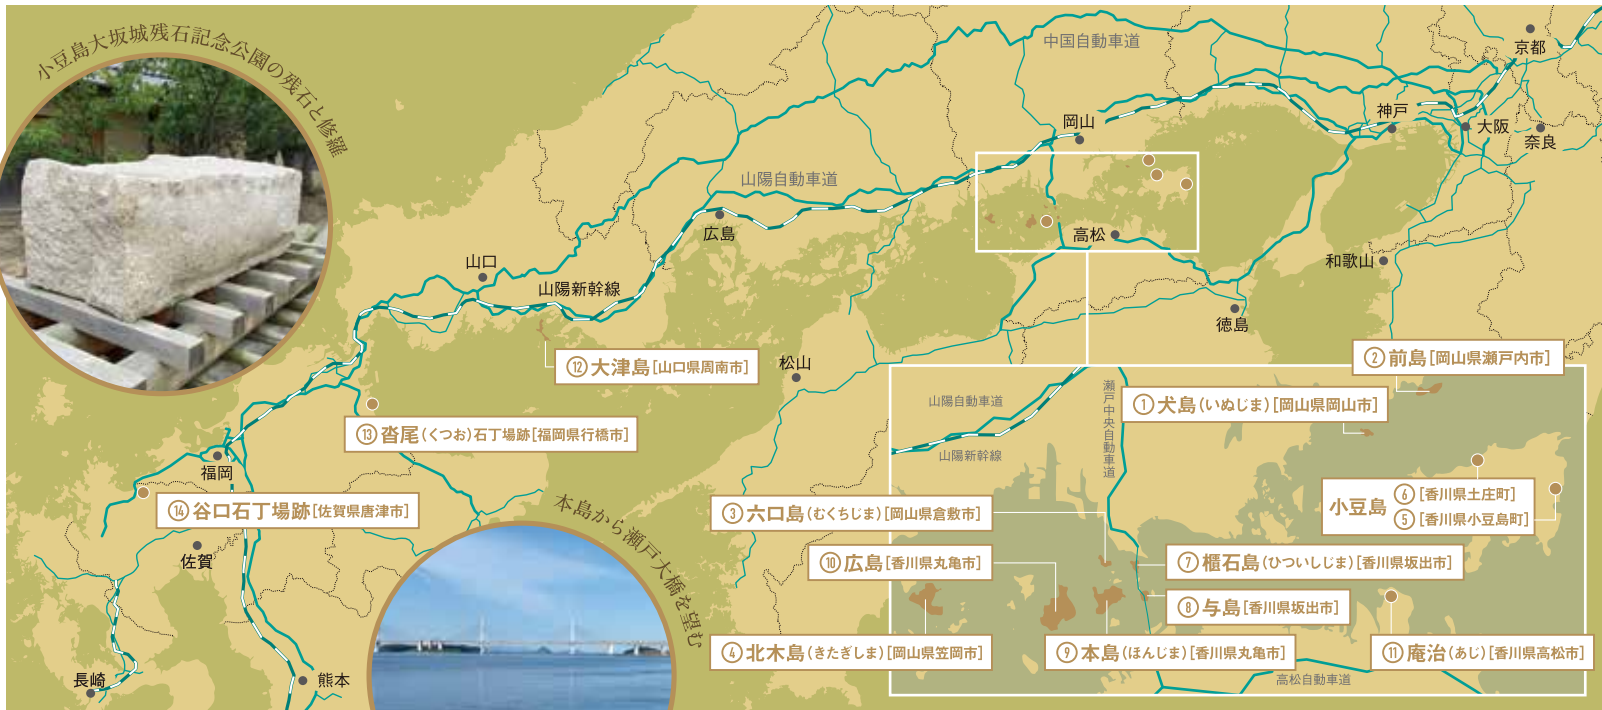 小豆島大坂城残石記念公園の残石と修羅
中国自動車道
京都
神戸
大阪
奈良
岡山
山陽自動車道
広島
高松
和歌山
山口
山陽新幹線
徳島
松山
⑫大津島[山口県周南市]
⑬沓尾(くつお)石丁場跡[福岡県行橋市]
福岡
⑭谷口石丁場跡[佐賀県唐津市]
佐賀
長崎
熊本
本島から瀬戸大橋を望む
②前島[岡山県瀬戸内市]
①犬島(いぬじま)[岡山県岡山市]
山陽自動車道
山陽新幹線
瀬戸中央自動車道
小豆島
⑥[香川県土庄町]
⑤[香川県小豆島町]
③六口島(むくちじま)[岡山県倉敷市]
⑩広島[香川県丸亀市]
⑦櫃石島(ひついしじま)[香川県坂出市]
⑧与島[香川県坂出市]
④北木島(きたぎしま)[岡山県笠岡市]
⑨本島(ほんじま)[香川県丸亀市]
⑪庵治(あじ)[香川県高松市]
高松自動車道